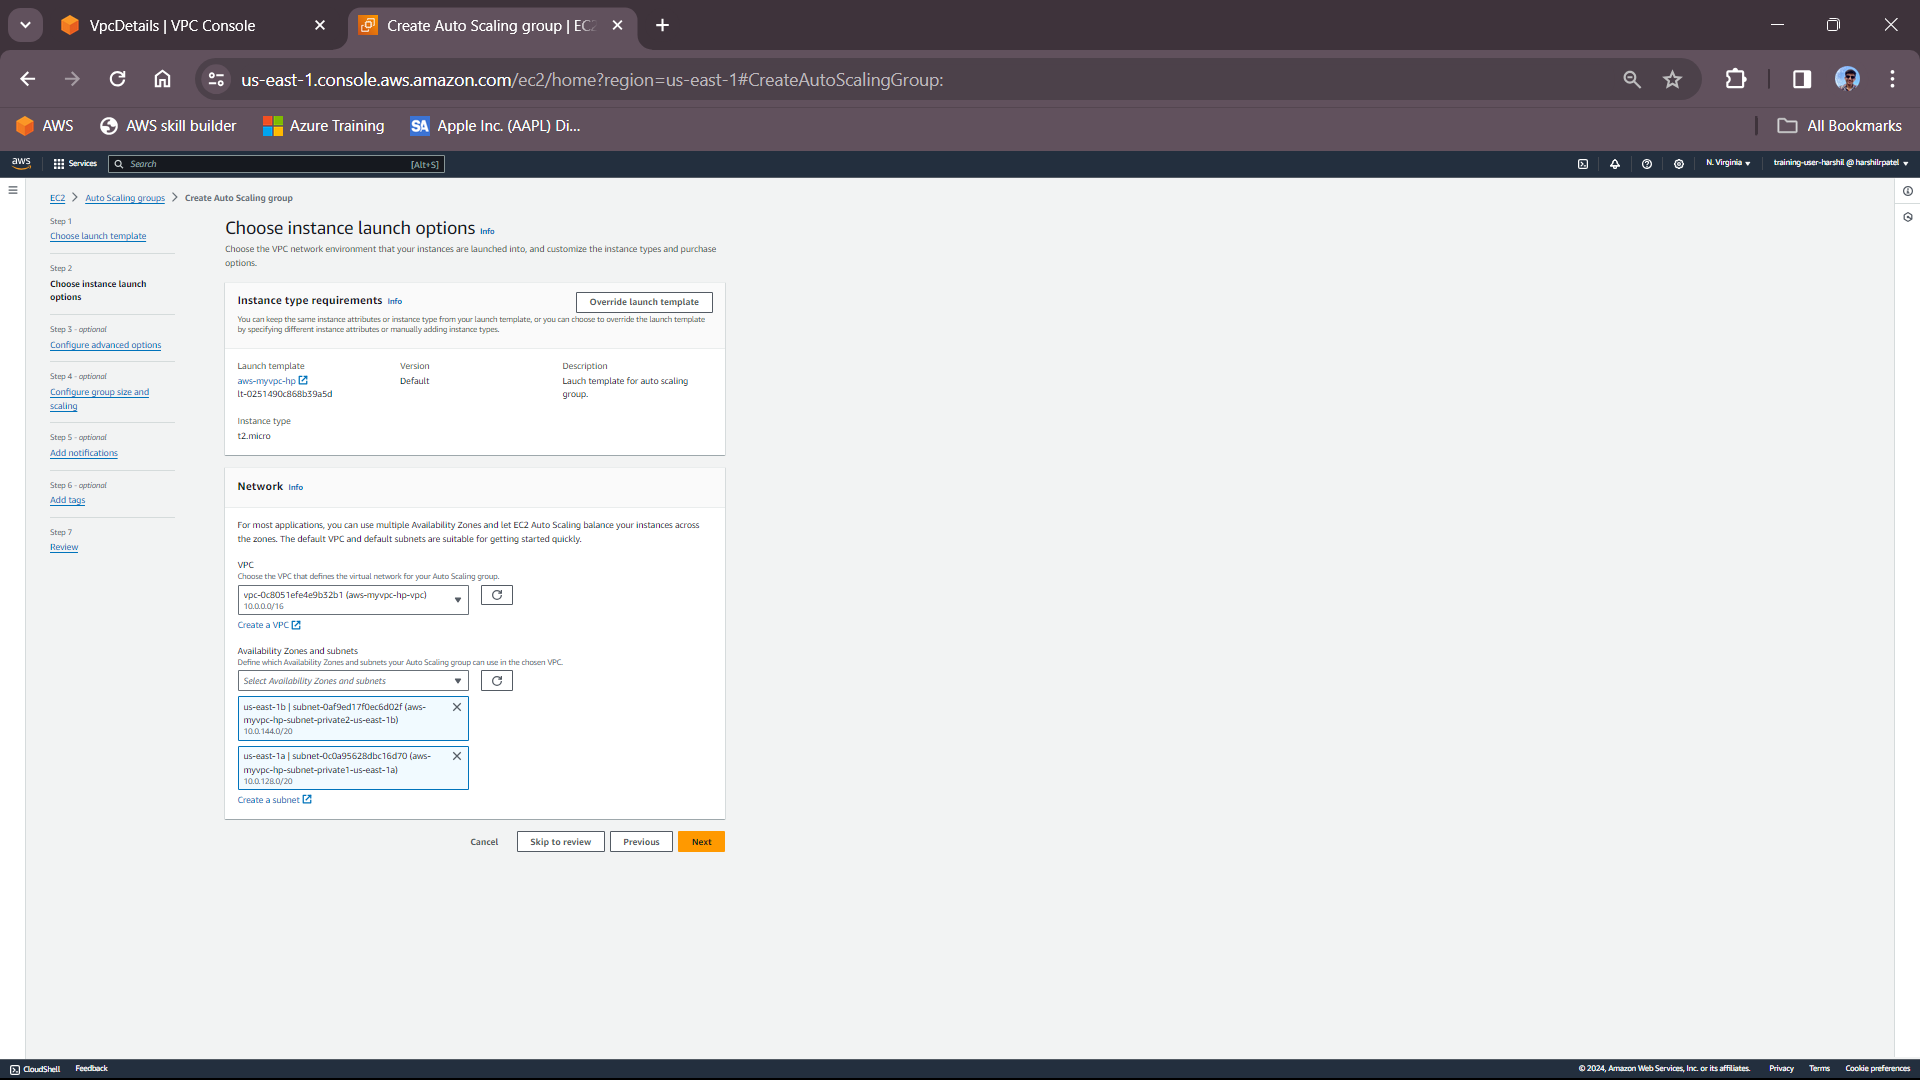 VpcDetails | VPC Console
Create Auto Scaling group | EC2
us-east-1.console.aws.amazon.com/ec2/home?region=us-east-1#CreateAutoScalingGroup:
AWS
AWS skill builder
Azure Training
SA
Apple Inc. (AAPL) Di...
All Bookmarks
aws
Services
Search
[Alt+S]
N. Virginia
training-user-harshil @ harshilrpatel
EC2
Auto Scaling groups
Create Auto Scaling group
Step 1
Choose launch template
Step 2
Choose instance launch
options
Step 3 - optional
Configure advanced options
Step 4 - optional
Configure group size and
scaling
Step 5 - optional
Add notifications
Step 6 - optional
Add tags
Step 7
Review
Choose instance launch options Info
Choose the VPC network environment that your instances are launched into, and customize the instance types and purchase
options.
Instance type requirements Info
Override launch template
You can keep the same instance attributes or instance type from your launch template, or you can choose to override the launch template
by specifying different instance attributes or manually adding instance types.
Launch template
aws-myvpc-hp
lt-0251490c868b39a5d
Version
Default
Description
Lauch template for auto scaling
group.
Instance type
t2.micro
Network Info
For most applications, you can use multiple Availability Zones and let EC2 Auto Scaling balance your instances across
the zones. The default VPC and default subnets are suitable for getting started quickly.
VPC
Choose the VPC that defines the virtual network for your Auto Scaling group.
vpc-0c8051efe4e9b32b1 (aws-myvpc-hp-vpc)
10.0.0.0/16
Create a VPC
Availability Zones and subnets
Define which Availability Zones and subnets your Auto Scaling group can use in the chosen VPC.
Select Availability Zones and subnets
us-east-1b | subnet-0af9ed17f0ec6d02f (aws-
myvpc-hp-subnet-private2-us-east-1b)
10.0.144.0/20
us-east-1a | subnet-0c0a95628dbc16d70 (aws-
myvpc-hp-subnet-private1-us-east-1a)
10.0.128.0/20
Create a subnet
Cancel
Skip to review
Previous
Next
CloudShell
Feedback
© 2024, Amazon Web Services, Inc. or its affiliates.
Privacy
Terms
Cookie preferences